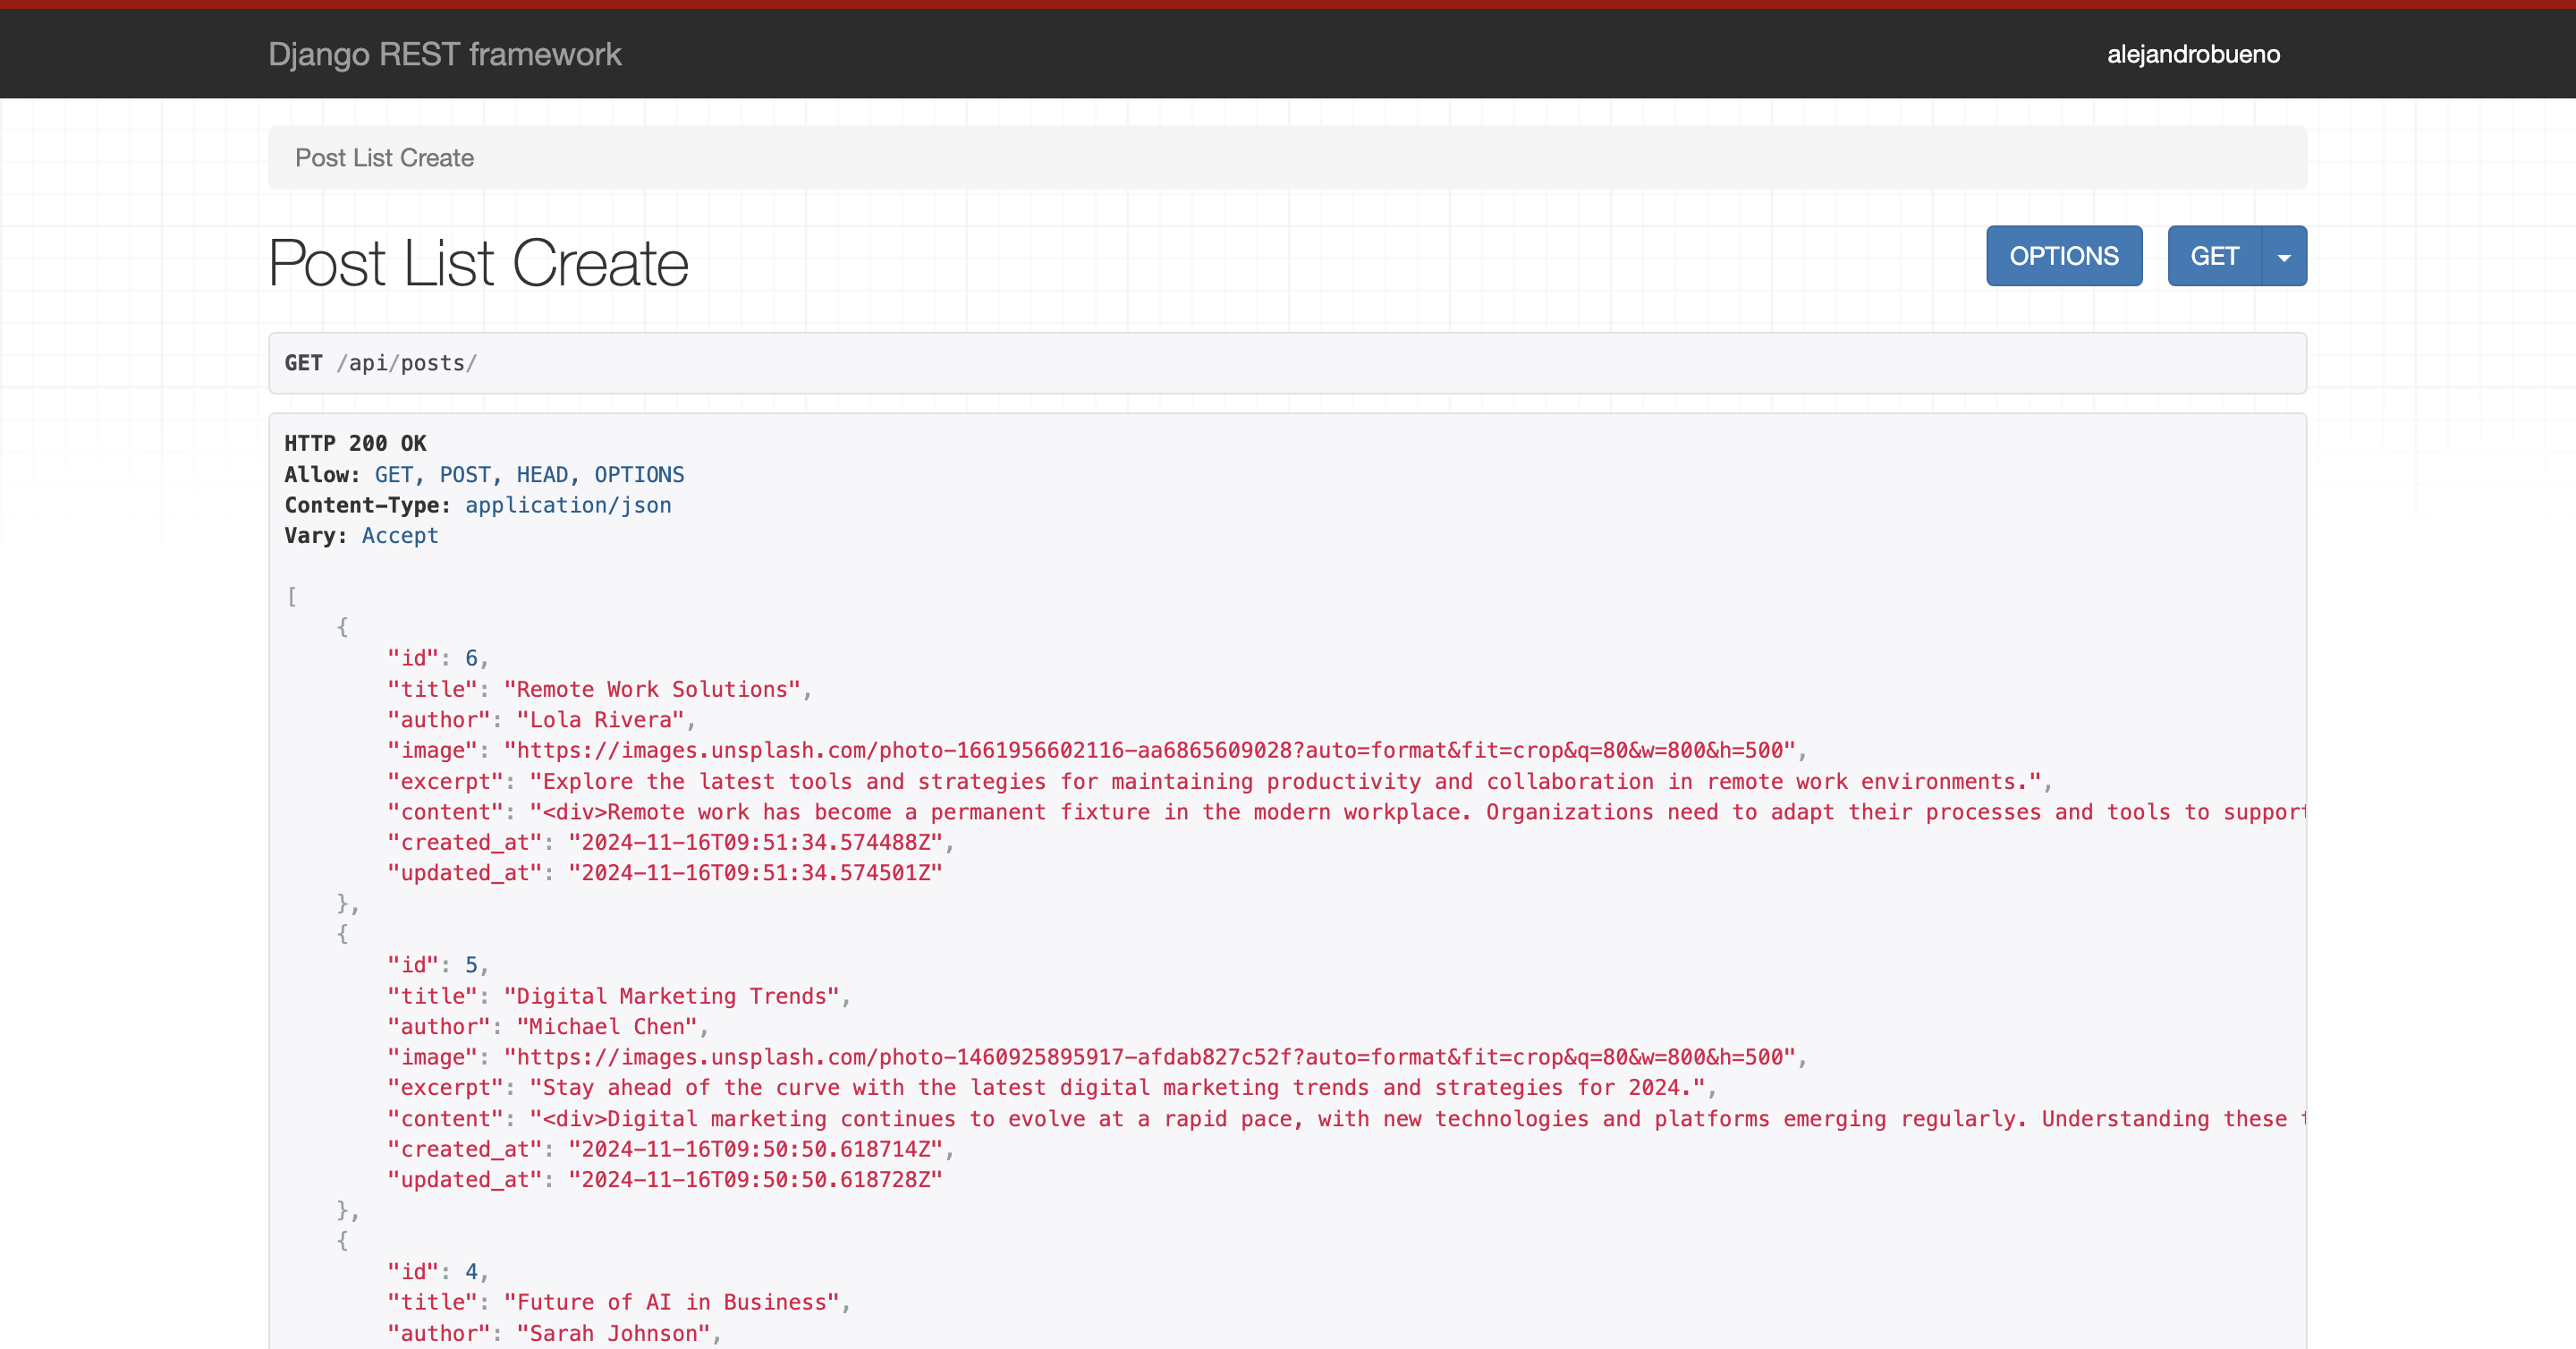 Django REST framework
alejandrobueno
Post List Create
Post List Create
OPTIONS
GET
GET /api/posts/
HTTP 200 OK
Allow: GET, POST, HEAD, OPTIONS
Content-Type: application/json
Vary: Accept
[
    {
        "id": 6,
        "title": "Remote Work Solutions",
        "author": "Lola Rivera",
        "image": "https://images.unsplash.com/photo-1661956602116-aa6865609028?auto=format&fit=crop&q=80&w=800&h=500",
        "excerpt": "Explore the latest tools and strategies for maintaining productivity and collaboration in remote work environments.",
        "content": "<div>Remote work has become a permanent fixture in the modern workplace. Organizations need to adapt their processes and tools to support
        "created_at": "2024-11-16T09:51:34.574488Z",
        "updated_at": "2024-11-16T09:51:34.574501Z"
    },
    {
        "id": 5,
        "title": "Digital Marketing Trends",
        "author": "Michael Chen",
        "image": "https://images.unsplash.com/photo-1460925895917-afdab827c52f?auto=format&fit=crop&q=80&w=800&h=500",
        "excerpt": "Stay ahead of the curve with the latest digital marketing trends and strategies for 2024.",
        "content": "<div>Digital marketing continues to evolve at a rapid pace, with new technologies and platforms emerging regularly. Understanding these
        "created_at": "2024-11-16T09:50:50.618714Z",
        "updated_at": "2024-11-16T09:50:50.618728Z"
    },
    {
        "id": 4,
        "title": "Future of AI in Business",
        "author": "Sarah Johnson",